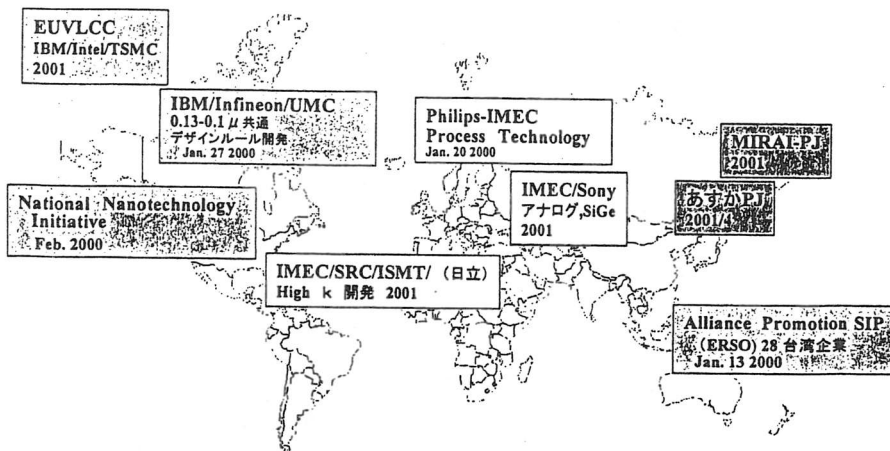 EUVLCC
IBM/Intel/TSMC
2001
IBM/Infineon/UMC
0.13-0.1μ共通
デザインルール開発
Jan. 27 2000
Philips-IMEC
Process Technology
Jan. 20 2000
MIRAI-PJ
2001
National Nanotechnology
Initiative
Feb. 2000
IMEC/Sony
アナログ,SiGe
2001
あすかPJ
2001/4
IMEC/SRC/ISMT/ (日立)
High k 開発 2001
Alliance Promotion SIP
(ERSO) 28 台湾企業
Jan. 13 2000